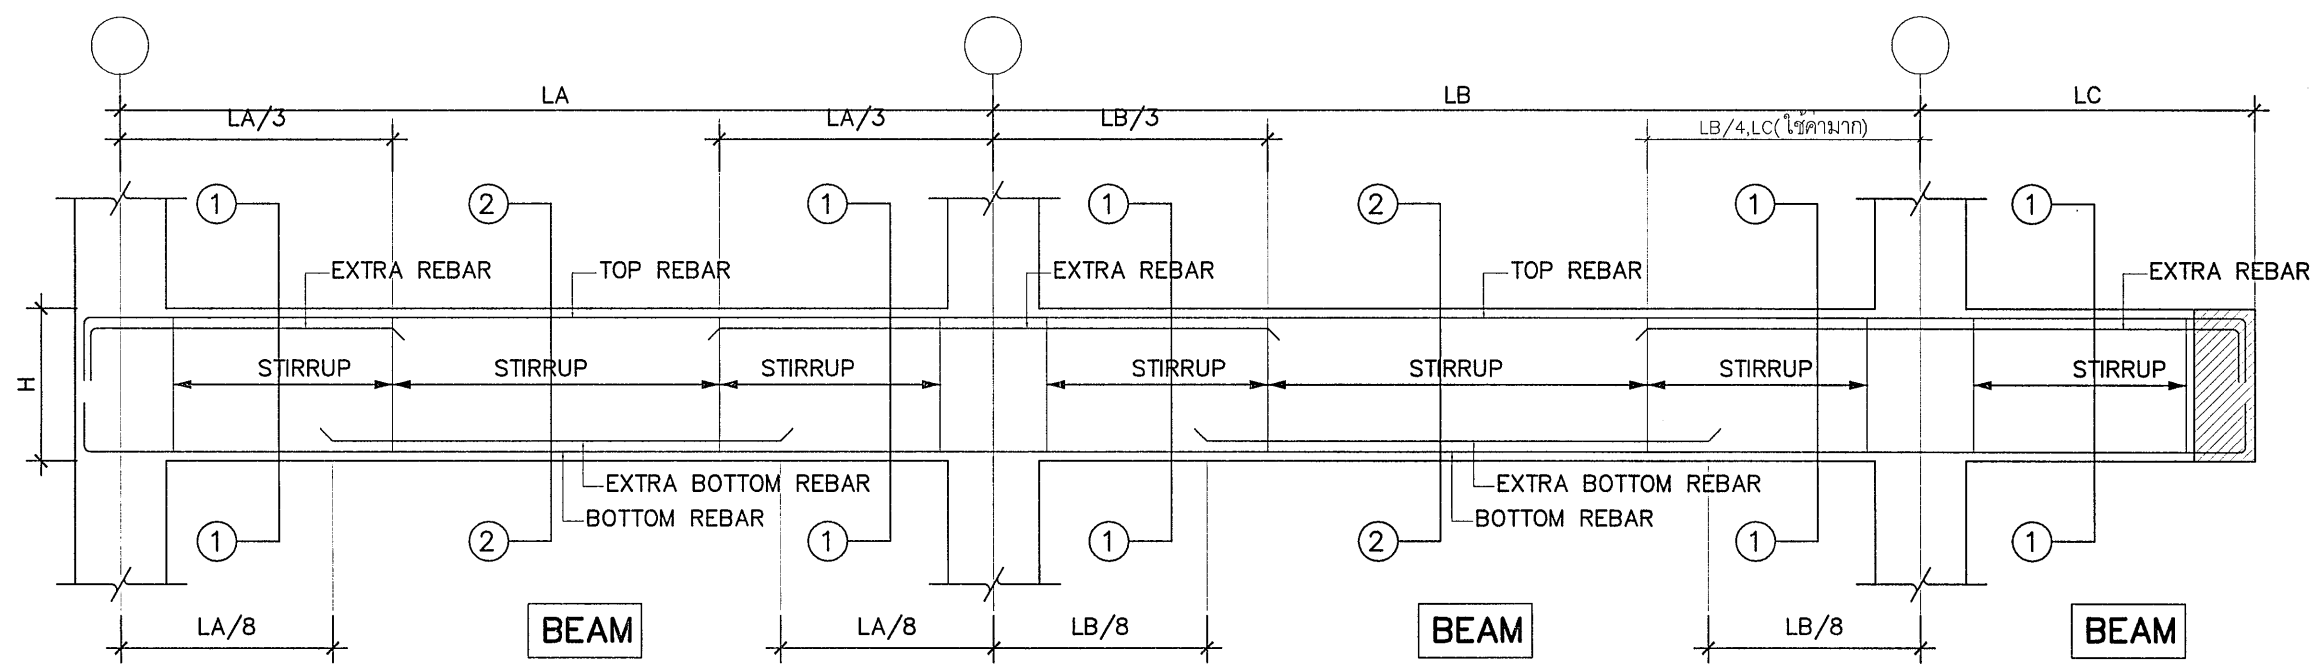 LA
LB
LC
LA/3
LA/3
LB/3
LB/4,LC(ใช้ค่ามาก)
1
2
1
1
2
1
1
EXTRA REBAR
TOP REBAR
EXTRA REBAR
TOP REBAR
EXTRA REBAR
H
STIRRUP
STIRRUP
STIRRUP
STIRRUP
STIRRUP
STIRRUP
STIRRUP
EXTRA BOTTOM REBAR
EXTRA BOTTOM REBAR
BOTTOM REBAR
BOTTOM REBAR
1
2
1
1
2
1
1
LA/8
BEAM
LA/8
LB/8
BEAM
LB/8
BEAM